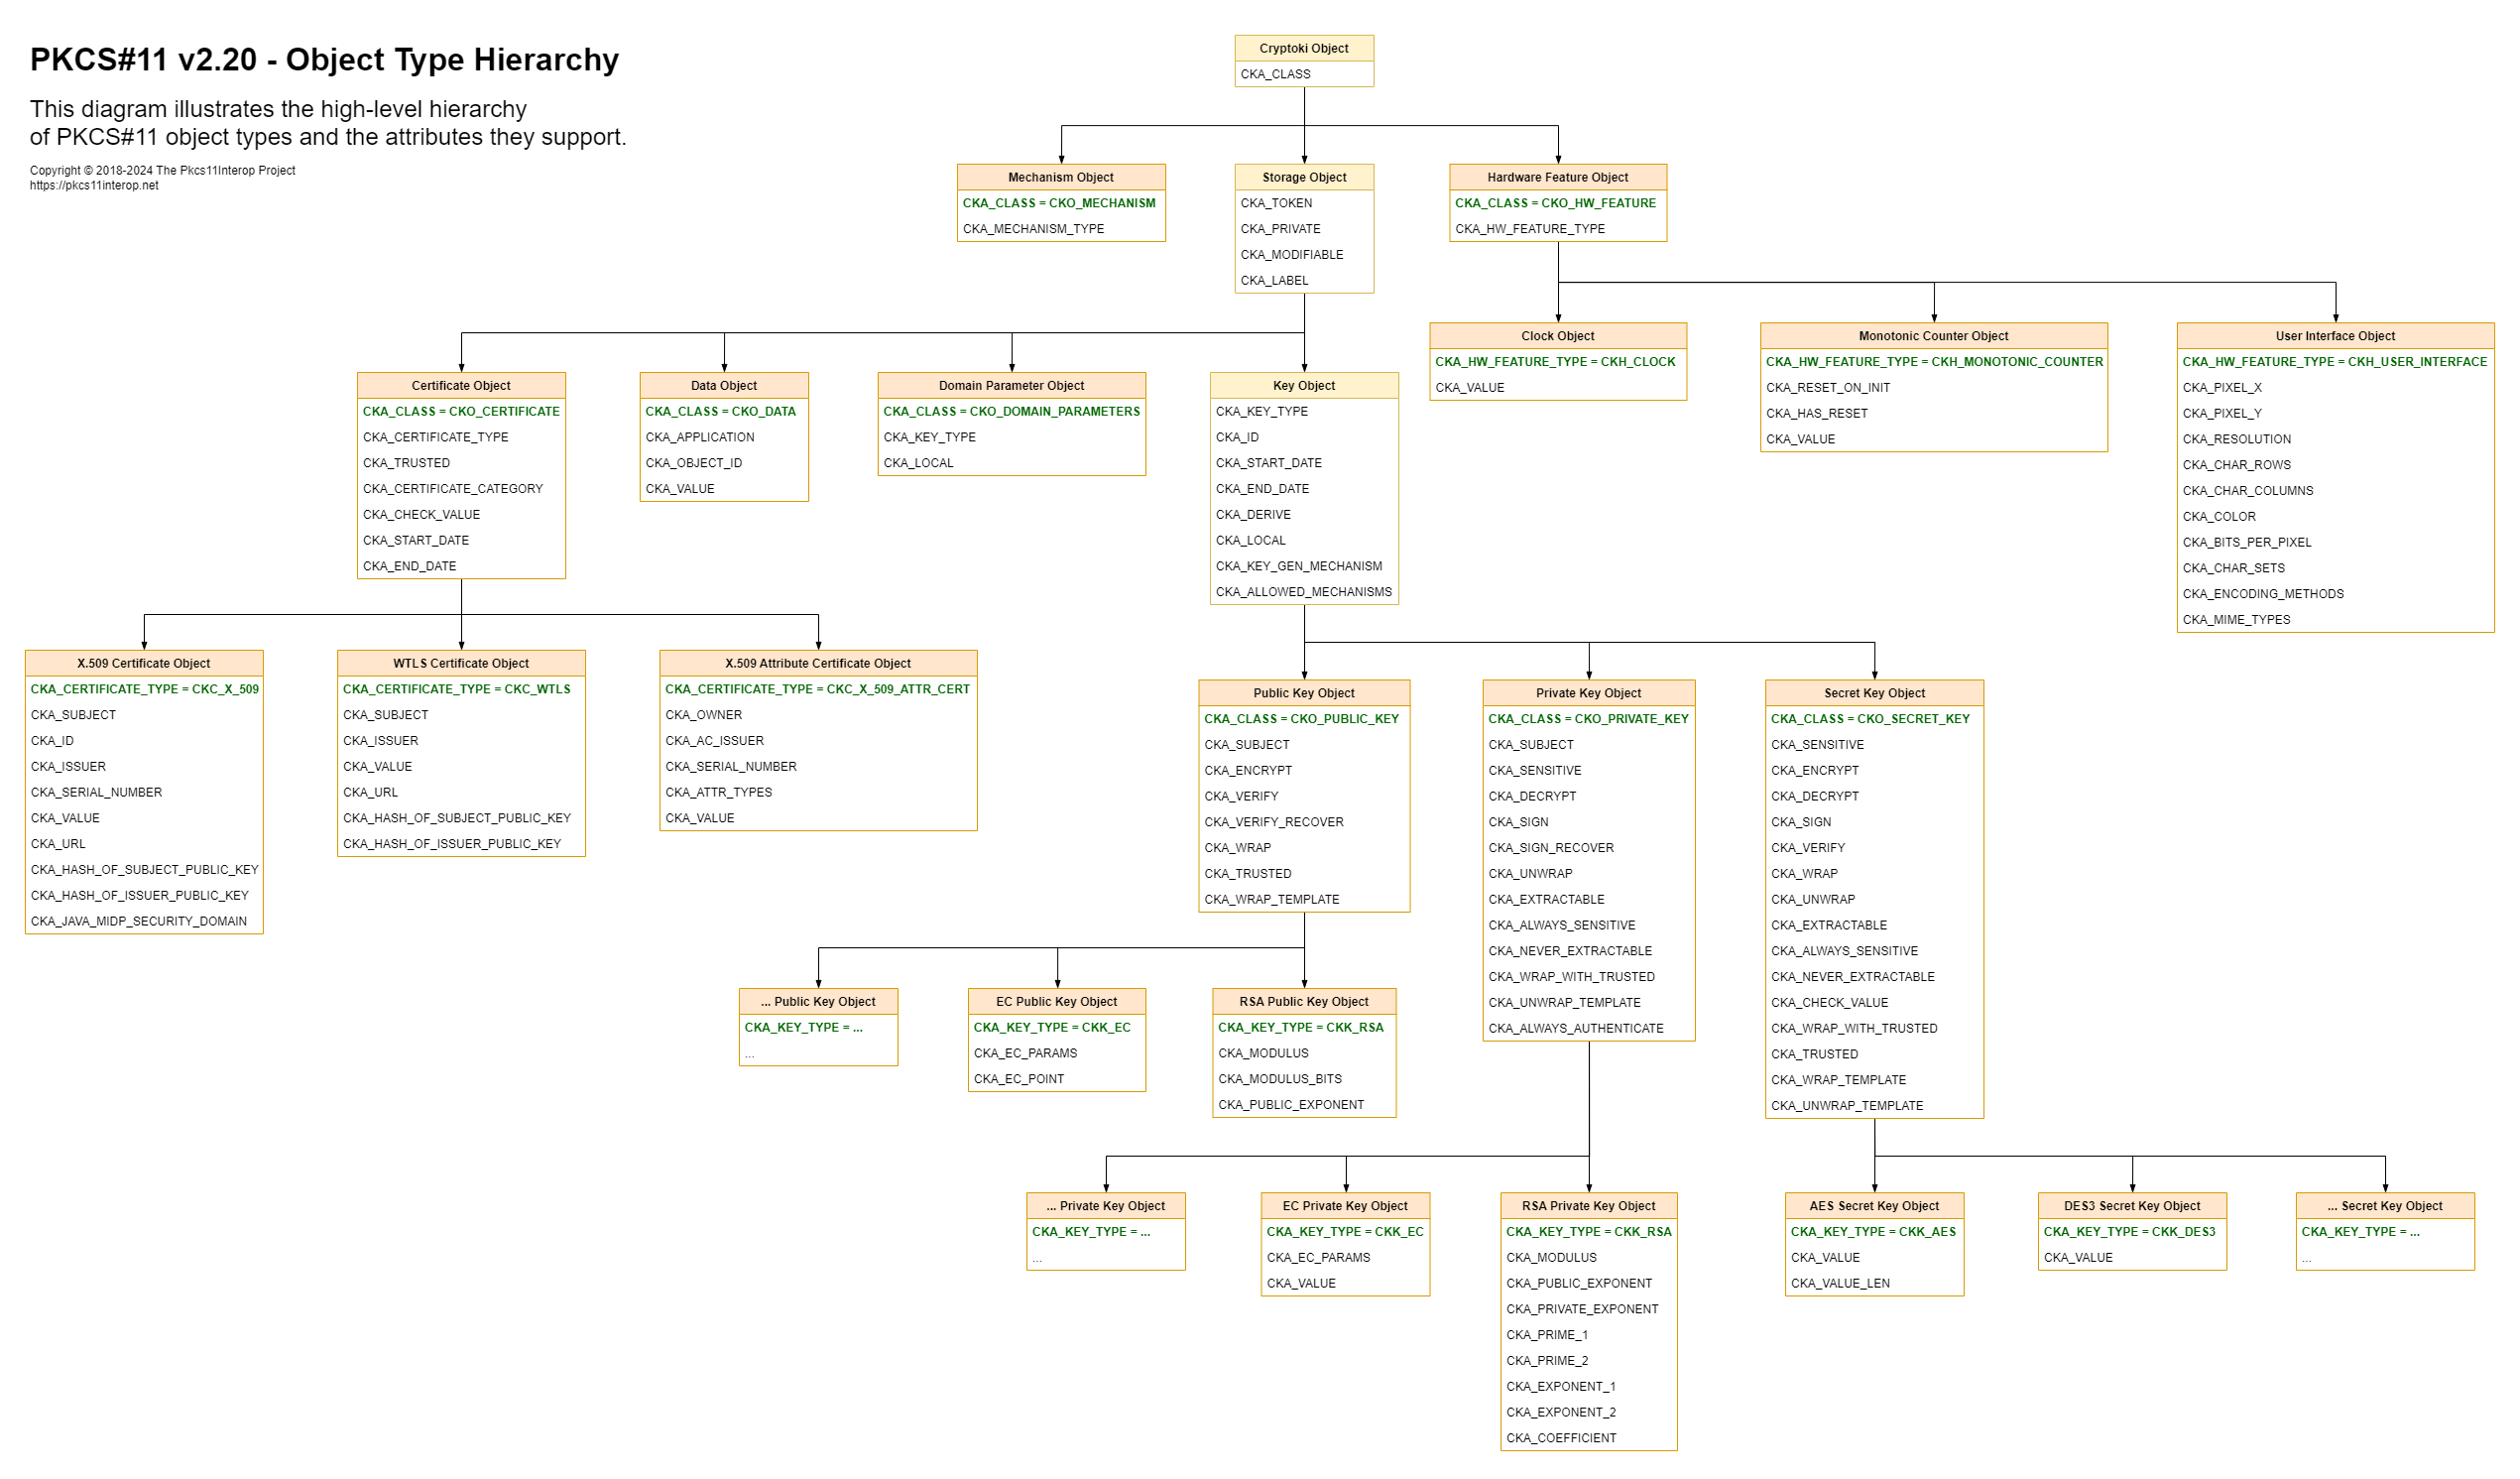 PKCS#11 v2.20 - Object Type Hierarchy
This diagram illustrates the high-level hierarchy
of PKCS#11 object types and the attributes they support.
Copyright © 2018-2024 The Pkcs11Interop Project
https://pkcs11interop.net
Cryptoki Object
CKA_CLASS
Mechanism Object
CKA_CLASS = CKO_MECHANISM
CKA_MECHANISM_TYPE
Storage Object
CKA_TOKEN
CKA_PRIVATE
CKA_MODIFIABLE
CKA_LABEL
Hardware Feature Object
CKA_CLASS = CKO_HW_FEATURE
CKA_HW_FEATURE_TYPE
Clock Object
CKA_HW_FEATURE_TYPE = CKH_CLOCK
CKA_VALUE
Monotonic Counter Object
CKA_HW_FEATURE_TYPE = CKH_MONOTONIC_COUNTER
CKA_RESET_ON_INIT
CKA_HAS_RESET
CKA_VALUE
User Interface Object
CKA_HW_FEATURE_TYPE = CKH_USER_INTERFACE
CKA_PIXEL_X
CKA_PIXEL_Y
CKA_RESOLUTION
CKA_CHAR_ROWS
CKA_CHAR_COLUMNS
CKA_COLOR
CKA_BITS_PER_PIXEL
CKA_CHAR_SETS
CKA_ENCODING_METHODS
CKA_MIME_TYPES
Certificate Object
CKA_CLASS = CKO_CERTIFICATE
CKA_CERTIFICATE_TYPE
CKA_TRUSTED
CKA_CERTIFICATE_CATEGORY
CKA_CHECK_VALUE
CKA_START_DATE
CKA_END_DATE
Data Object
CKA_CLASS = CKO_DATA
CKA_APPLICATION
CKA_OBJECT_ID
CKA_VALUE
Domain Parameter Object
CKA_CLASS = CKO_DOMAIN_PARAMETERS
CKA_KEY_TYPE
CKA_LOCAL
Key Object
CKA_KEY_TYPE
CKA_ID
CKA_START_DATE
CKA_END_DATE
CKA_DERIVE
CKA_LOCAL
CKA_KEY_GEN_MECHANISM
CKA_ALLOWED_MECHANISMS
X.509 Certificate Object
CKA_CERTIFICATE_TYPE = CKC_X_509
CKA_SUBJECT
CKA_ID
CKA_ISSUER
CKA_SERIAL_NUMBER
CKA_VALUE
CKA_URL
CKA_HASH_OF_SUBJECT_PUBLIC_KEY
CKA_HASH_OF_ISSUER_PUBLIC_KEY
CKA_JAVA_MIDP_SECURITY_DOMAIN
WTLS Certificate Object
CKA_CERTIFICATE_TYPE = CKC_WTLS
CKA_SUBJECT
CKA_ISSUER
CKA_VALUE
CKA_URL
CKA_HASH_OF_SUBJECT_PUBLIC_KEY
CKA_HASH_OF_ISSUER_PUBLIC_KEY
X.509 Attribute Certificate Object
CKA_CERTIFICATE_TYPE = CKC_X_509_ATTR_CERT
CKA_OWNER
CKA_AC_ISSUER
CKA_SERIAL_NUMBER
CKA_ATTR_TYPES
CKA_VALUE
Public Key Object
CKA_CLASS = CKO_PUBLIC_KEY
CKA_SUBJECT
CKA_ENCRYPT
CKA_VERIFY
CKA_VERIFY_RECOVER
CKA_WRAP
CKA_TRUSTED
CKA_WRAP_TEMPLATE
Private Key Object
CKA_CLASS = CKO_PRIVATE_KEY
CKA_SUBJECT
CKA_SENSITIVE
CKA_DECRYPT
CKA_SIGN
CKA_SIGN_RECOVER
CKA_UNWRAP
CKA_EXTRACTABLE
CKA_ALWAYS_SENSITIVE
CKA_NEVER_EXTRACTABLE
CKA_WRAP_WITH_TRUSTED
CKA_UNWRAP_TEMPLATE
CKA_ALWAYS_AUTHENTICATE
Secret Key Object
CKA_CLASS = CKO_SECRET_KEY
CKA_SENSITIVE
CKA_ENCRYPT
CKA_DECRYPT
CKA_SIGN
CKA_VERIFY
CKA_WRAP
CKA_UNWRAP
CKA_EXTRACTABLE
CKA_ALWAYS_SENSITIVE
CKA_NEVER_EXTRACTABLE
CKA_CHECK_VALUE
CKA_WRAP_WITH_TRUSTED
CKA_TRUSTED
CKA_WRAP_TEMPLATE
CKA_UNWRAP_TEMPLATE
... Public Key Object
CKA_KEY_TYPE = ...
...
EC Public Key Object
CKA_KEY_TYPE = CKK_EC
CKA_EC_PARAMS
CKA_EC_POINT
RSA Public Key Object
CKA_KEY_TYPE = CKK_RSA
CKA_MODULUS
CKA_MODULUS_BITS
CKA_PUBLIC_EXPONENT
... Private Key Object
CKA_KEY_TYPE = ...
...
EC Private Key Object
CKA_KEY_TYPE = CKK_EC
CKA_EC_PARAMS
CKA_VALUE
RSA Private Key Object
CKA_KEY_TYPE = CKK_RSA
CKA_MODULUS
CKA_PUBLIC_EXPONENT
CKA_PRIVATE_EXPONENT
CKA_PRIME_1
CKA_PRIME_2
CKA_EXPONENT_1
CKA_EXPONENT_2
CKA_COEFFICIENT
AES Secret Key Object
CKA_KEY_TYPE = CKK_AES
CKA_VALUE
CKA_VALUE_LEN
DES3 Secret Key Object
CKA_KEY_TYPE = CKK_DES3
CKA_VALUE
... Secret Key Object
CKA_KEY_TYPE = ...
...